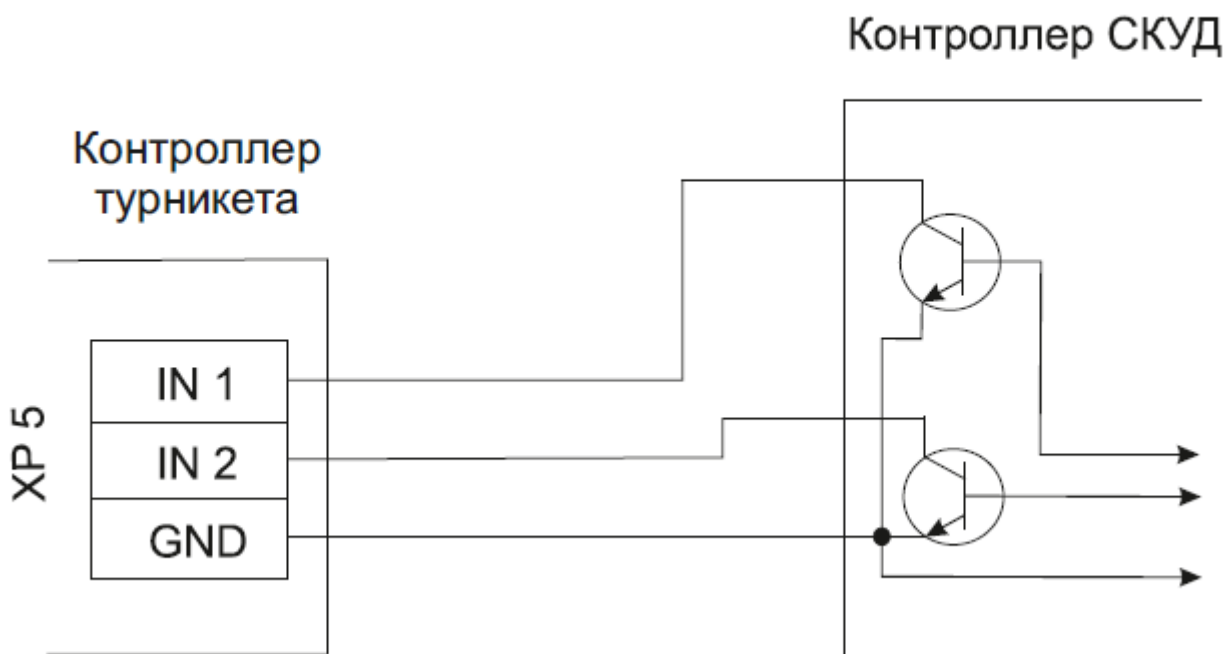 Контроллер СКУД
Контроллер
турникета
XP 5
IN 1
IN 2
GND